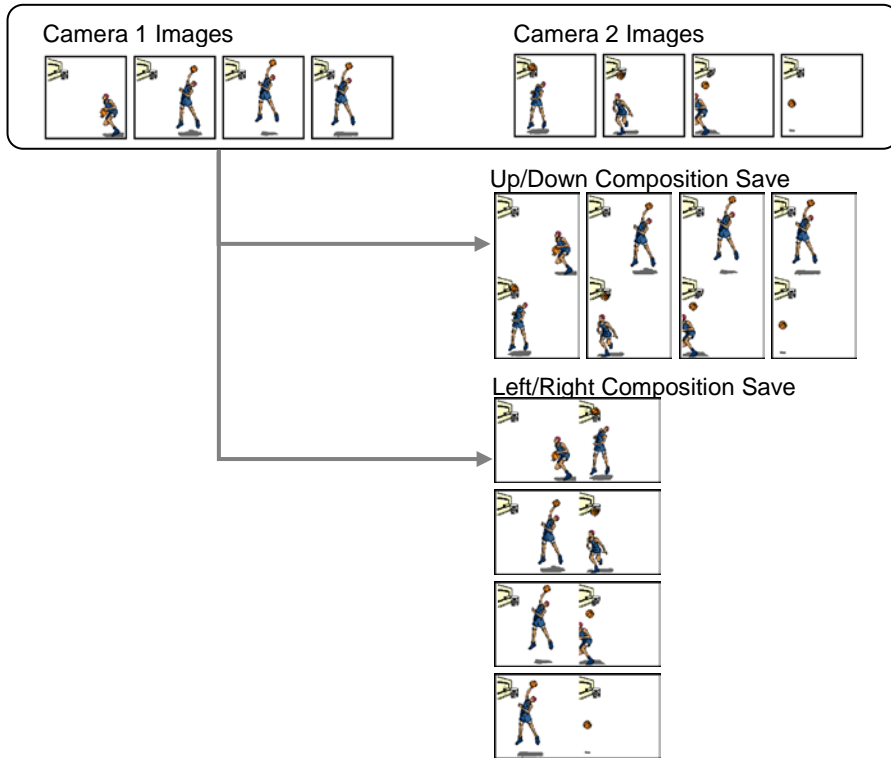 Camera 1 Images
Camera 2 Images
Up/Down Composition Save
Left/Right Composition Save